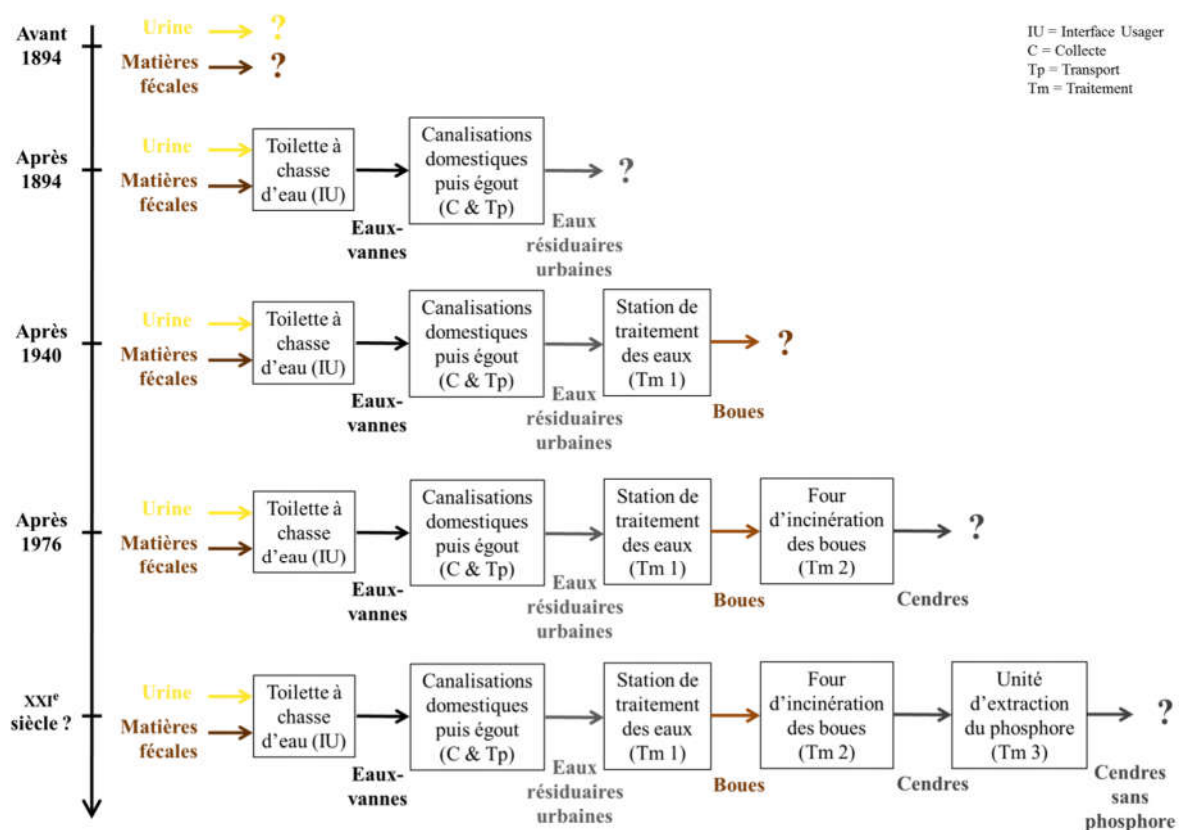 Avant
1894
Urine
?
Matières
fécales
?
IU = Interface Usager
C = Collecte
Tp = Transport
Tm = Traitement
Après
1894
Urine
Matières
fécales
Toilette à
chasse
d'eau (IU)
Eaux-
vannes
Canalisations
domestiques
puis égout
(C & Tp)
Eaux
résiduaires
urbaines
?
Après
1940
Urine
Matières
fécales
Toilette à
chasse
d'eau (IU)
Eaux-
vannes
Canalisations
domestiques
puis égout
(C & Tp)
Eaux
résiduaires
urbaines
Station de
traitement
des eaux
(Tm 1)
Boues
?
Après
1976
Urine
Matières
fécales
Toilette à
chasse
d'eau (IU)
Eaux-
vannes
Canalisations
domestiques
puis égout
(C & Tp)
Eaux
résiduaires
urbaines
Station de
traitement
des eaux
(Tm 1)
Boues
Four
d'incinération
des boues
(Tm 2)
Cendres
?
XXIe
siècle ?
Urine
Matières
fécales
Toilette à
chasse
d'eau (IU)
Eaux-
vannes
Canalisations
domestiques
puis égout
(C & Tp)
Eaux
résiduaires
urbaines
Station de
traitement
des eaux
(Tm 1)
Boues
Four
d'incinération
des boues
(Tm 2)
Cendres
Unité
d'extraction
du phosphore
(Tm 3)
Cendres
sans
phosphore
?